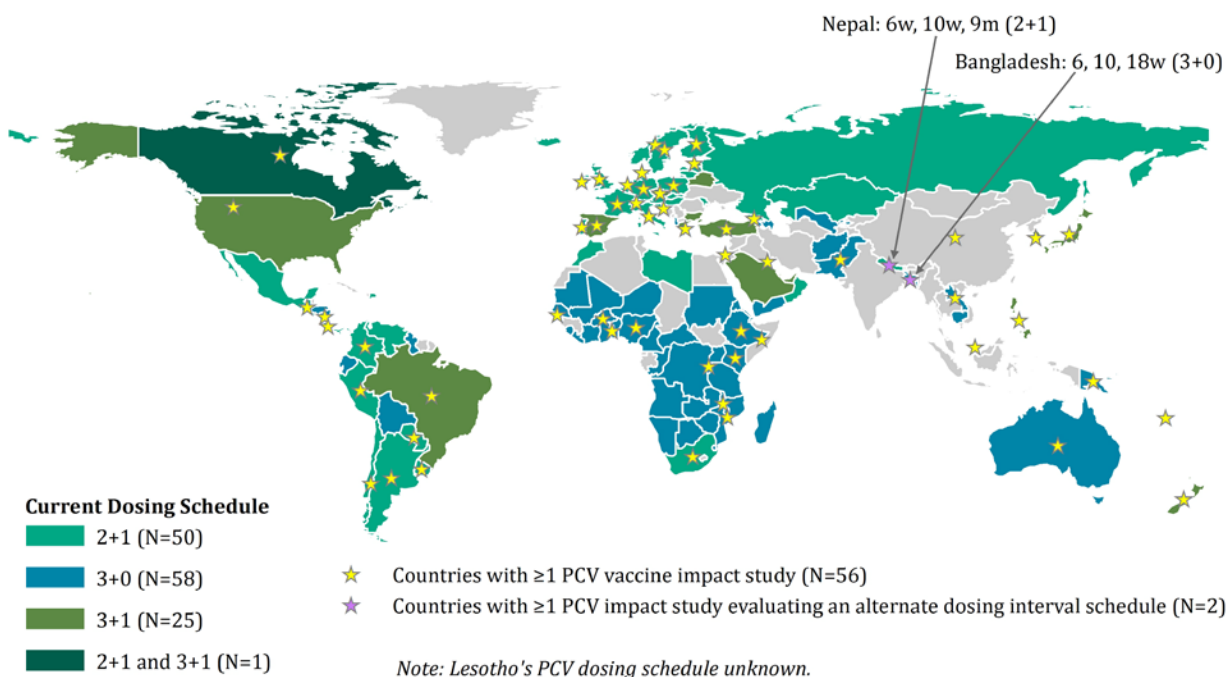 Nepal: 6w, 10w, 9m (2+1)
Bangladesh: 6, 10, 18w (3+0)
Current Dosing Schedule
2+1 (N=50)
3+0 (N=58)
3+1 (N=25)
2+1 and 3+1 (N=1)
Countries with ≥1 PCV vaccine impact study (N=56)
Countries with ≥1 PCV impact study evaluating an alternate dosing interval schedule (N=2)
Note: Lesotho's PCV dosing schedule unknown.